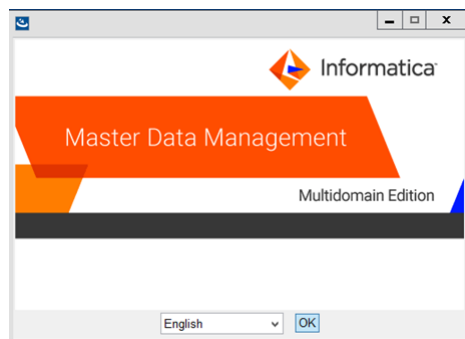 Informatica
Master Data Management
Multidomain Edition
English
OK